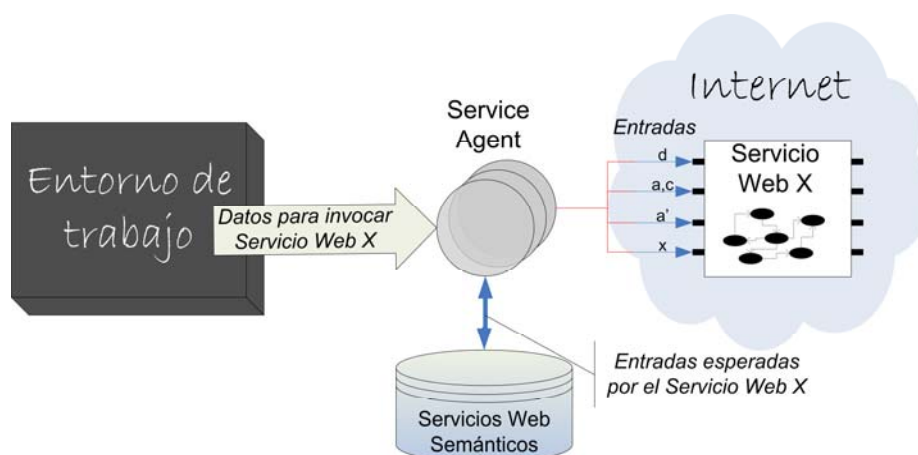 Internet
Service
Agent
Entradas
d
a,c
a'
x
Servicio
Web X
Entorno de
trabajo
Datos para invocar
Servicio Web X
Entradas esperadas
por el Servicio Web X
Servicios Web
Semánticos